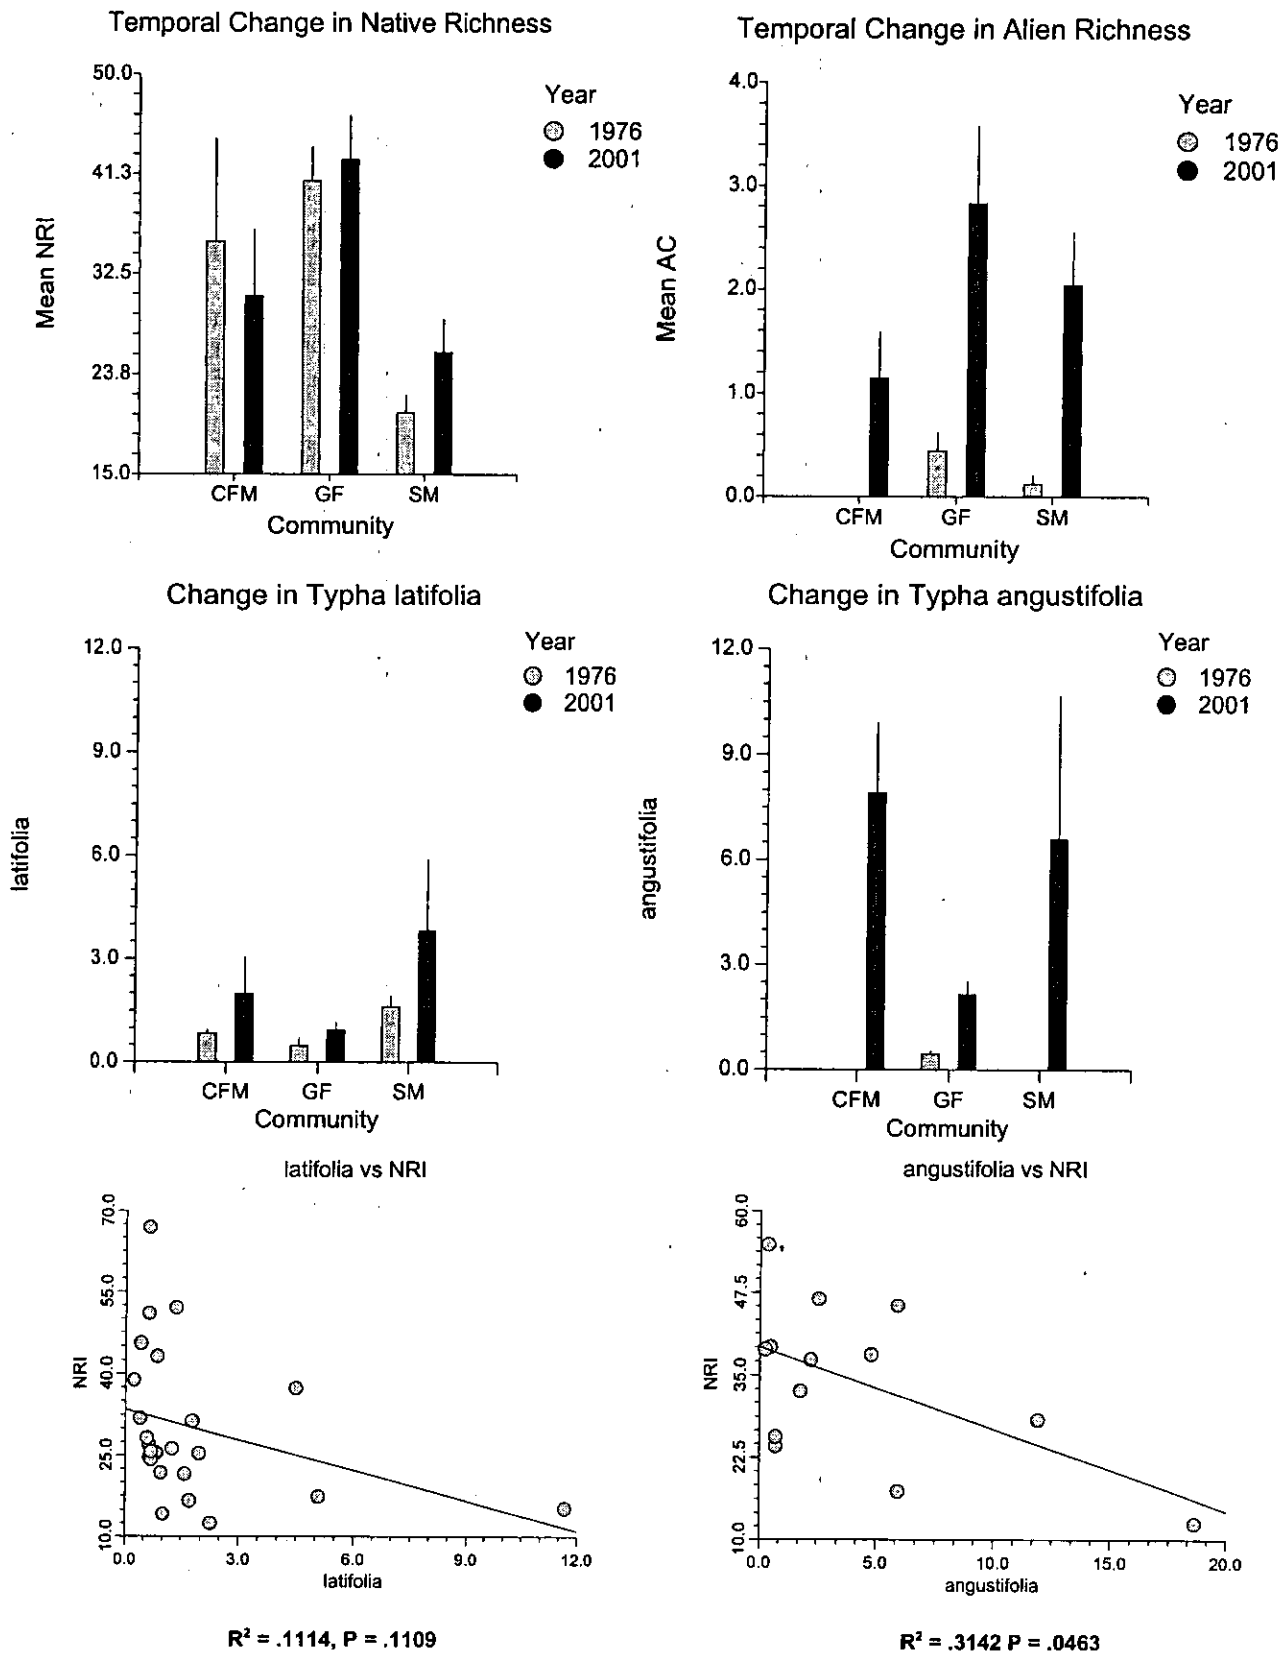 Temporal Change in Native Richness
50.0
41.3
32.5
23.8
15.0
Mean NRI
CFM GF SM
Community
Year
1976
2001
Temporal Change in Alien Richness
4.0
3.0
2.0
1.0
0.0
Mean AC
CFM GF SM
Community
Year
1976
2001
Change in Typha latifolia
12.0
9.0
6.0
3.0
0.0
latifolia
CFM GF SM
Community
Year
1976
2001
Change in Typha angustifolia
12.0
9.0
6.0
3.0
0.0
angustifolia
CFM GF SM
Community
Year
1976
2001
latifolia vs NRI
70.0
55.0
40.0
25.0
10.0
NRI
0.0 3.0 6.0 9.0 12.0
latifolia
R² = .1114, P = .1109
angustifolia vs NRI
60.0
47.5
35.0
22.5
10.0
NRI
0.0 5.0 10.0 15.0 20.0
angustifolia
R² = .3142 P = .0463